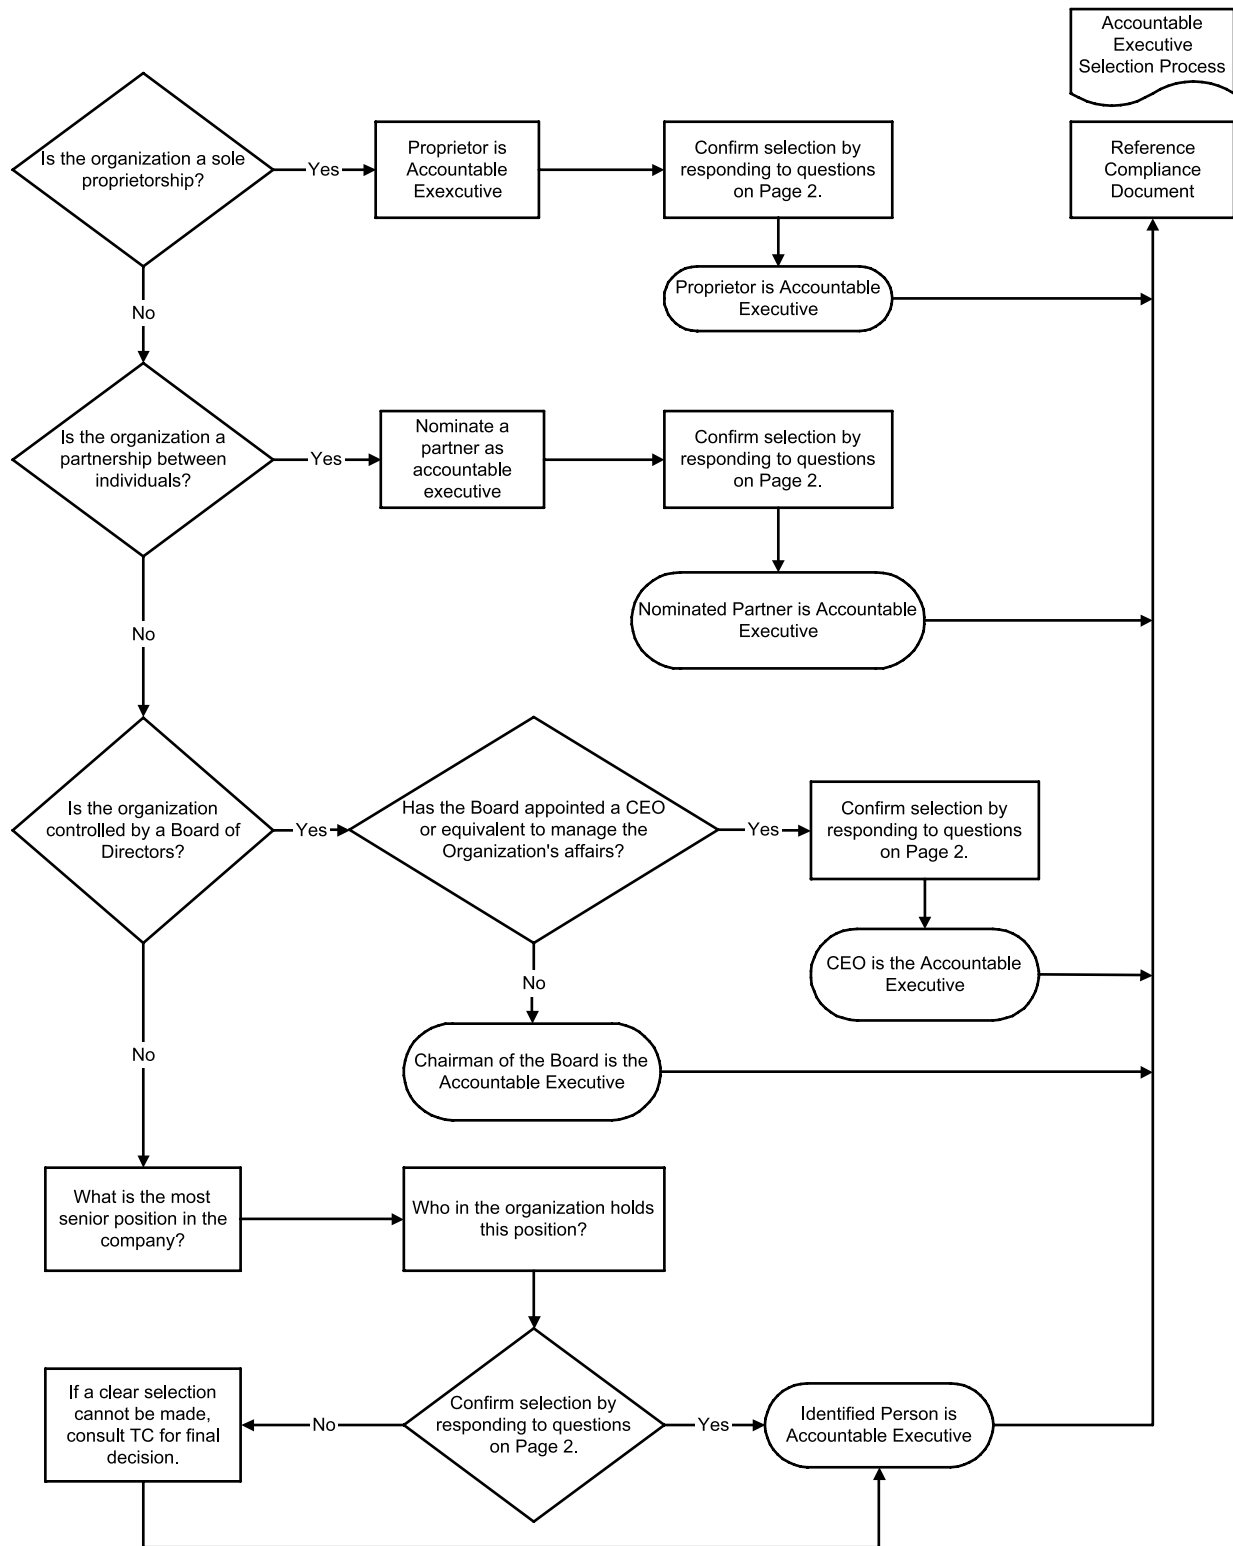 Accountable
Executive
Selection Process
Is the organization a sole
proprietorship?
Yes
Proprietor is
Accountable
Exexcutive
Confirm selection by
responding to questions
on Page 2.
Reference
Compliance
Document
Proprietor is Accountable
Executive
No
Is the organization a
partnership between
individuals?
Yes
Nominate a
partner as
accountable
executive
Confirm selection by
responding to questions
on Page 2.
Nominated Partner is Accountable
Executive
No
Is the organization
controlled by a Board of
Directors?
Yes
Has the Board appointed a CEO
or equivalent to manage the
Organization's affairs?
Yes
Confirm selection by
responding to questions
on Page 2.
CEO is the Accountable
Executive
No
Chairman of the Board is the
Accountable Executive
No
What is the most
senior position in the
company?
Who in the organization holds
this position?
Confirm selection by
responding to questions
on Page 2.
No
If a clear selection
cannot be made,
consult TC for final
decision.
Yes
Identified Person is
Accountable Executive